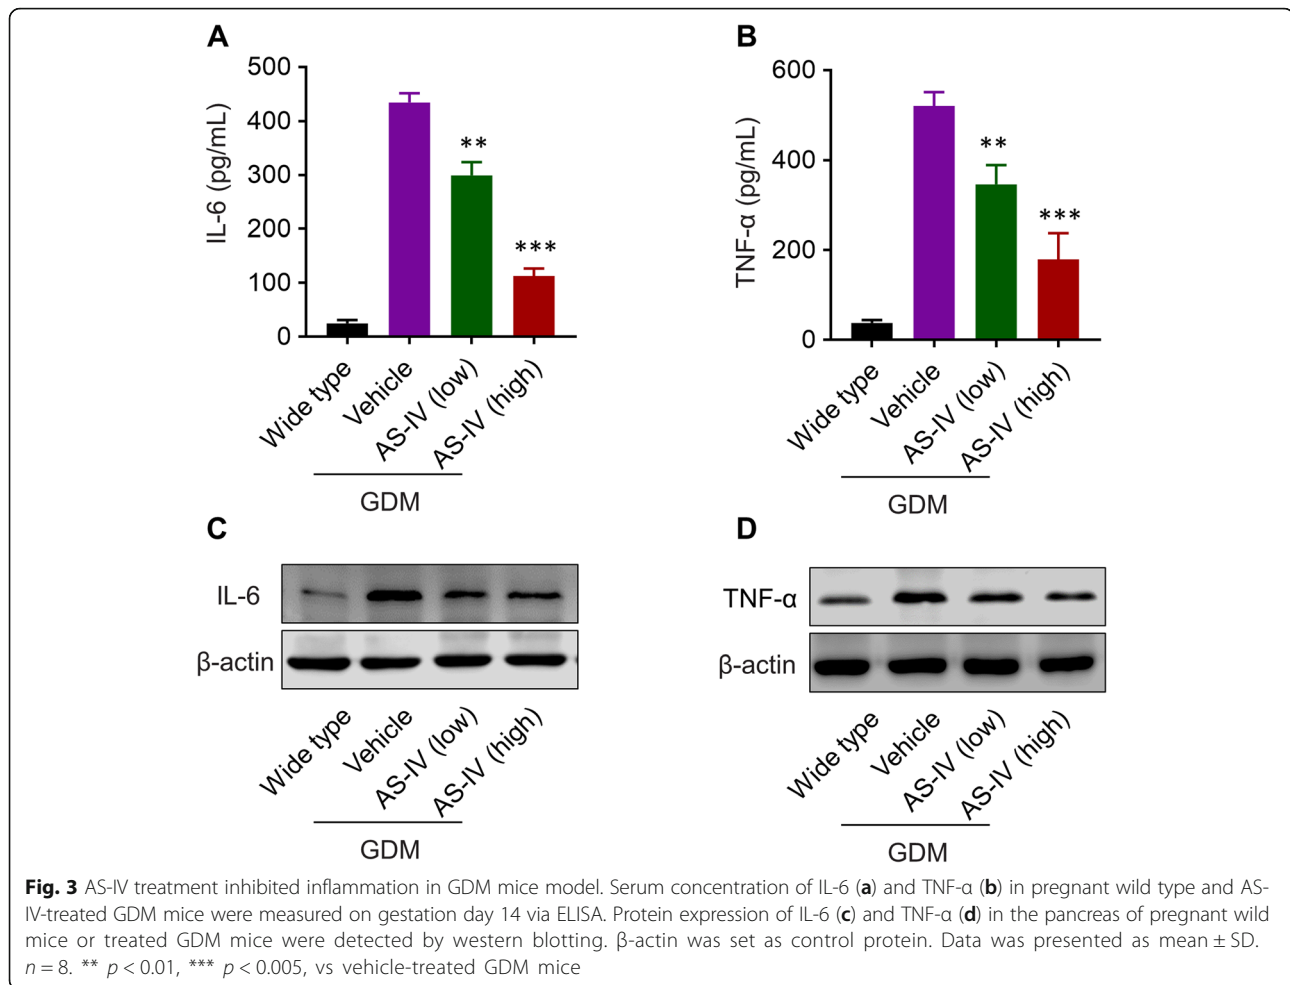 A
500
400
300
200
100
0
IL-6 (pg/mL)
**
***
Wide type
Vehicle
AS-IV (low)
AS-IV (high)
GDM
B
600
400
200
0
TNF-α (pg/mL)
**
***
Wide type
Vehicle
AS-IV (low)
AS-IV (high)
GDM
C
IL-6
β-actin
Wide type
Vehicle
AS-IV (low)
AS-IV (high)
GDM
D
TNF-α
β-actin
Wide type
Vehicle
AS-IV (low)
AS-IV (high)
GDM
Fig. 3 AS-IV treatment inhibited inflammation in GDM mice model. Serum concentration of IL-6 (a) and TNF-α (b) in pregnant wild type and AS-
IV-treated GDM mice were measured on gestation day 14 via ELISA. Protein expression of IL-6 (c) and TNF-α (d) in the pancreas of pregnant wild
mice or treated GDM mice were detected by western blotting. β-actin was set as control protein. Data was presented as mean ± SD.
n = 8. ** p < 0.01, *** p < 0.005, vs vehicle-treated GDM mice